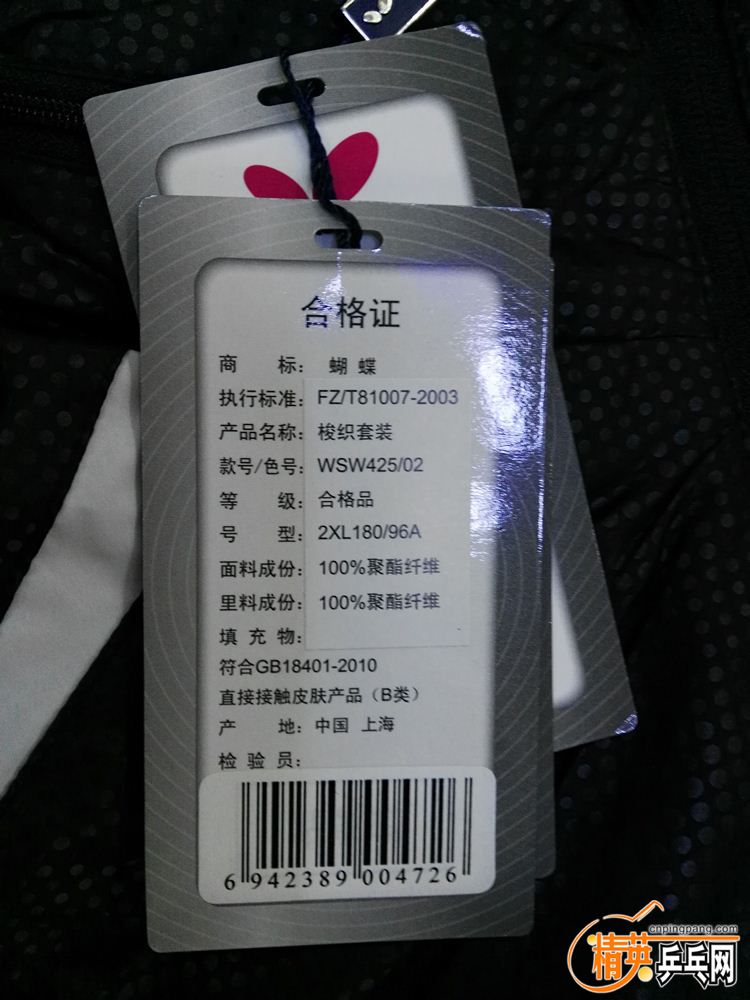 合格证
商 标： 蝴 蝶
执行标准： FZ/T81007-2003
产品名称： 梭织套装
款号/色号： WSW425/02
等 级： 合格品
号 型： 2XL180/96A
面料成份： 100%聚酯纤维
里料成份： 100%聚酯纤维
填 充 物：
符合GB18401-2010
直接接触皮肤产品（B类）
产 地： 中国 上海
检 验 员：
6 942389 004726
cnpingpang.com
精英乒乓网